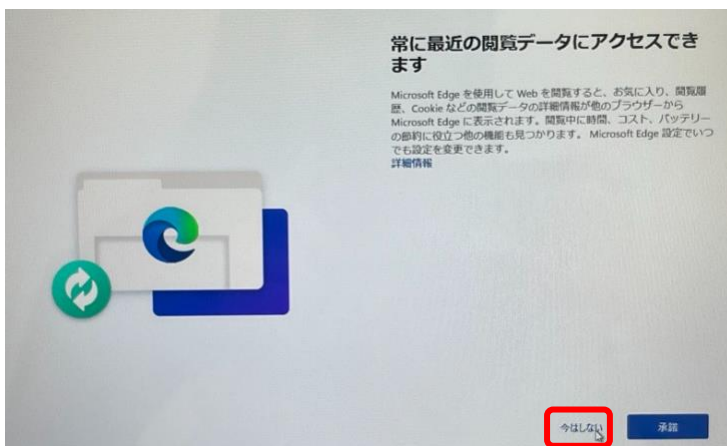 常に最近の閲覧データにアクセスでき
ます
Microsoft Edge を使用して Web を閲覧すると、お気に入り、閲覧履
歴、Cookie などの閲覧データの詳細情報が他のブラウザーから
Microsoft Edge に表示されます。閲覧中に時間、コスト、バッテリー
の節約に役立つ他の機能も見つかります。 Microsoft Edge 設定でいつ
でも設定を変更できます。
詳細情報
今はしない
承諾